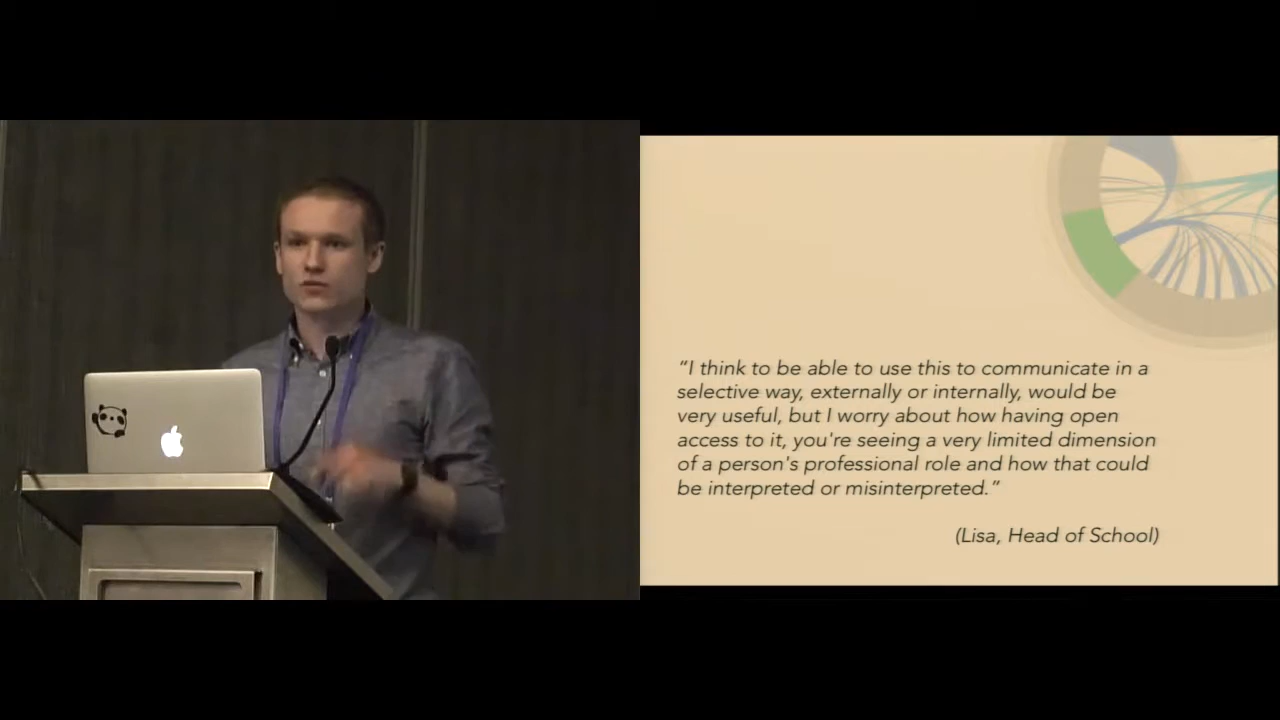 “I think to be able to use this to communicate in a
selective way, externally or internally, would be
very useful, but I worry about how having open
access to it, you're seeing a very limited dimension
of a person's professional role and how that could
be interpreted or misinterpreted.”
(Lisa, Head of School)